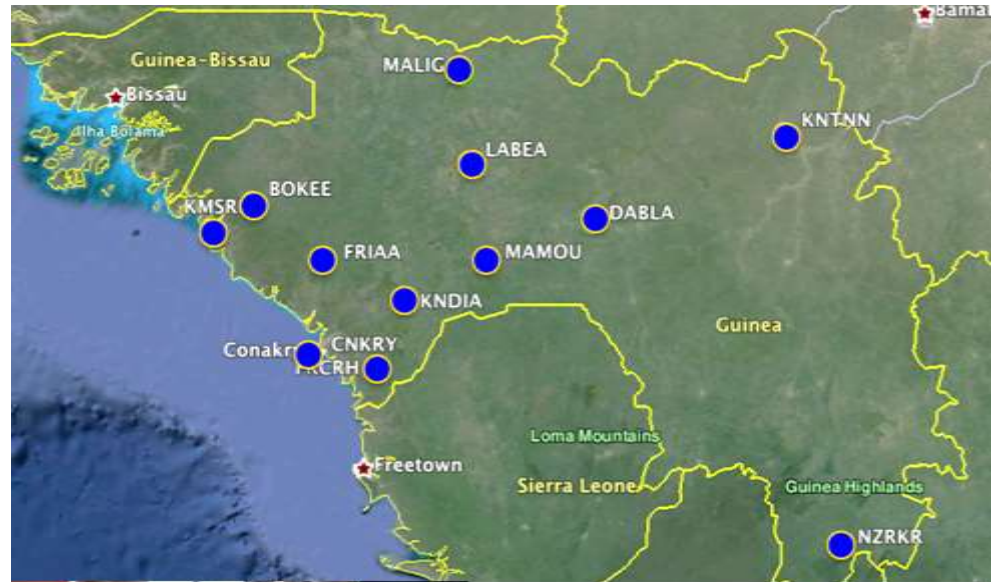 Bamal
Guinea-Bissau
MALIG
Bissau
KNTNN
Ilha Bolama
LABEA
BOKEE
KMSR
DABLA
FRIAA
MAMOU
KNDIA
Guinea
CNKRY
Conakr
Loma Mountains
Freetown
Sierra Leone
Guinea Highlands
NZRKR